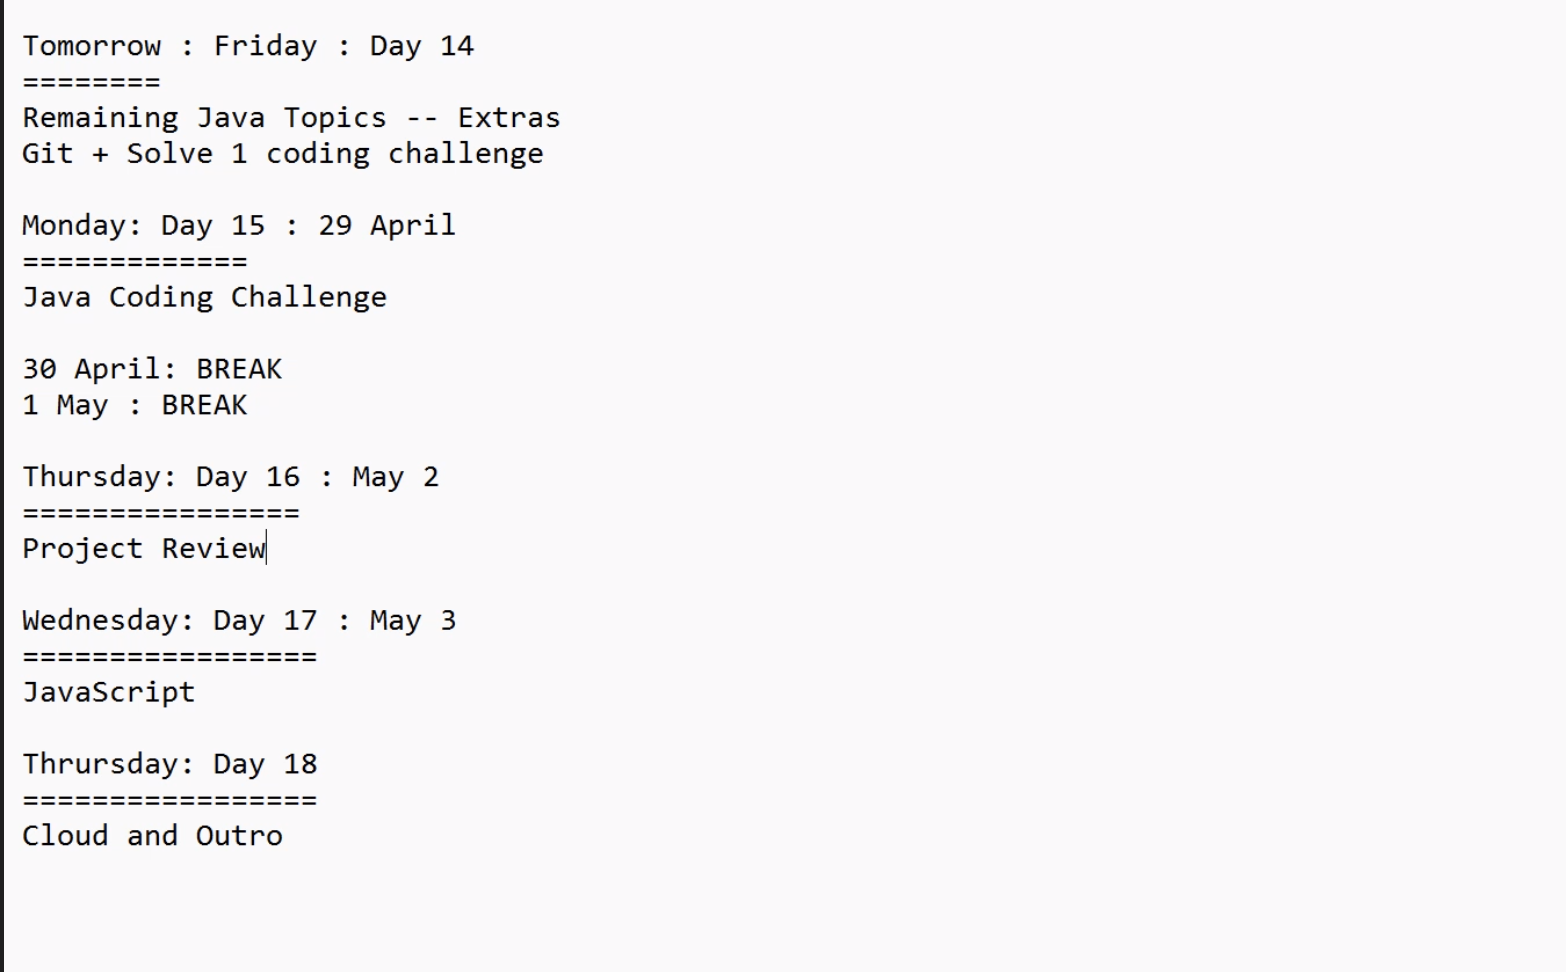 Tomorrow : Friday : Day 14
========
Remaining Java Topics -- Extras
Git + Solve 1 coding challenge
Monday: Day 15 : 29 April
=============
Java Coding Challenge
30 April: BREAK
1 May : BREAK
Thursday: Day 16 : May 2
================
Project Review
Wednesday: Day 17 : May 3
=================
JavaScript
Thrursday: Day 18
=================
Cloud and Outro